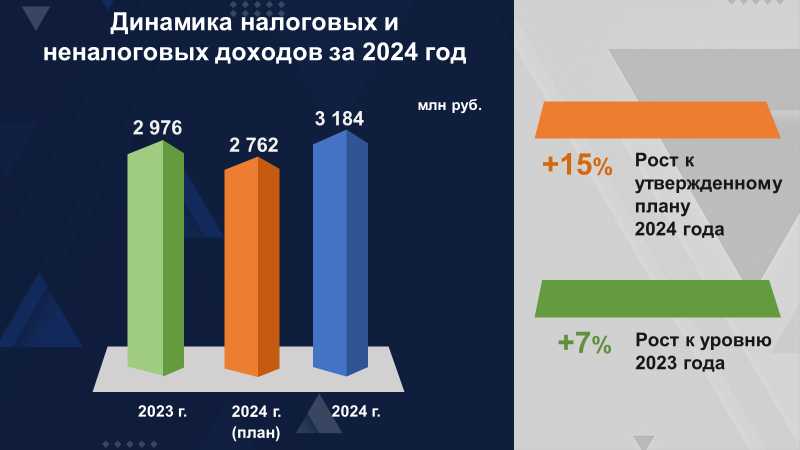 Динамика налоговых и
неналоговых доходов за 2024 год
млн руб.
2 976
2 762
3 184
2023 г.
2024 г.
(план)
2024 г.
+15%
Рост к
утвержденному
плану
2024 года
+7%
Рост к уровню
2023 года